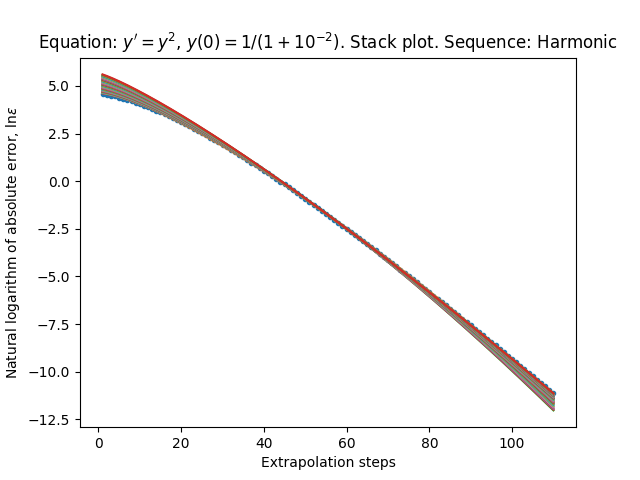 Equation: y′ = y², y(0) = 1/(1 + 10⁻²). Stack plot. Sequence: Harmonic
Natural logarithm of absolute error, lnε
5.0
2.5
0.0
−2.5
−5.0
−7.5
−10.0
−12.5
0 20 40 60 80 100
Extrapolation steps